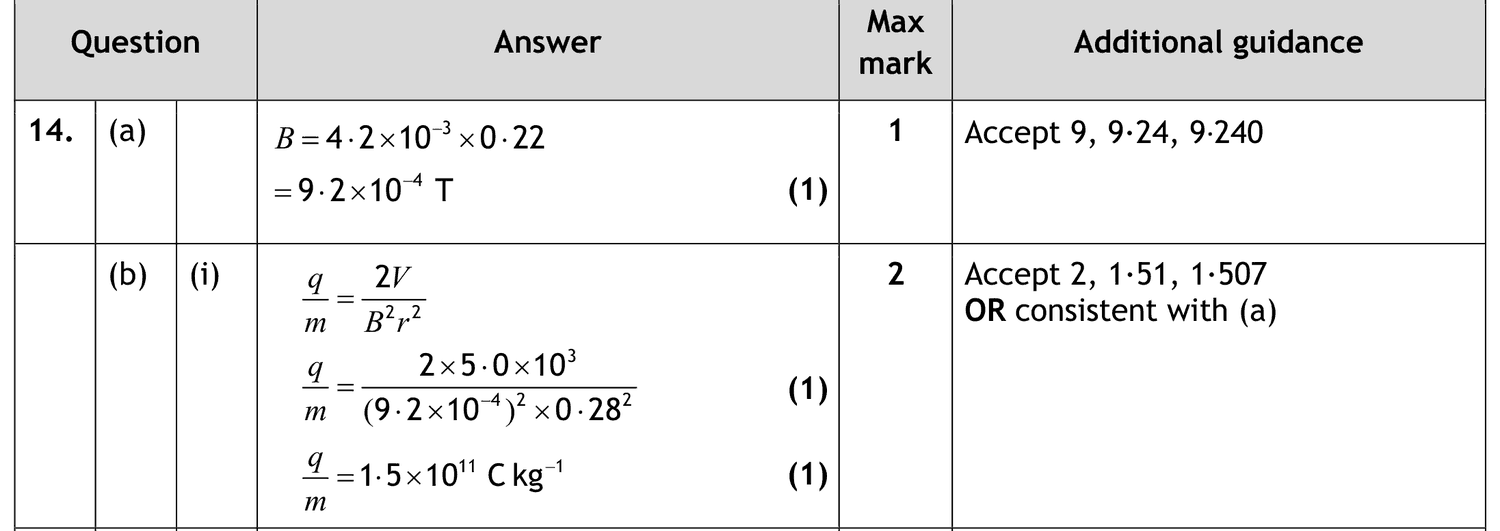 Question Answer Max mark Additional guidance
14. (a) B = 4·2×10⁻³ ×0·22 1 Accept 9, 9·24, 9·240
= 9·2×10⁻⁴ T (1)
(b) (i) q/m = 2V/B²r² 2 Accept 2, 1·51, 1·507
OR consistent with (a)
q/m = 2×5·0×10³/(9·2×10⁻⁴)²×0·28² (1)
q/m = 1·5×10¹¹ C kg⁻¹ (1)